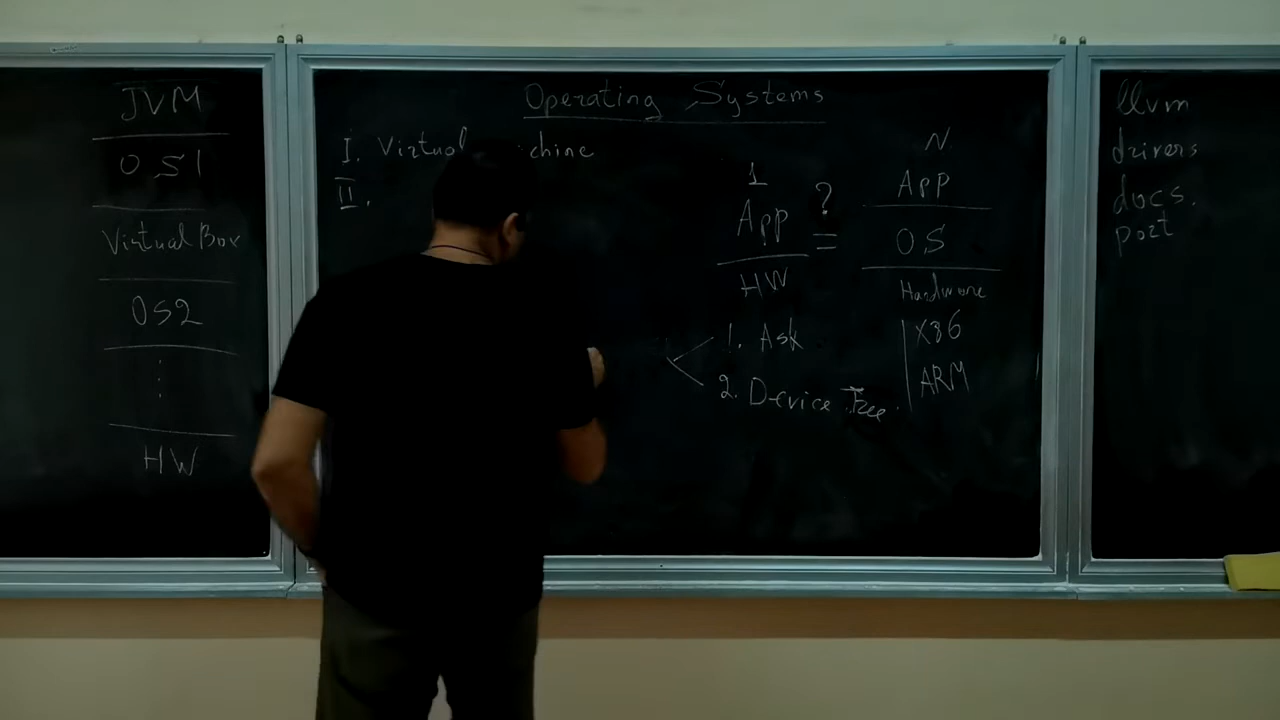 JVM
OS1
VirtualBox
OS2
HW
Operating Systems
I. Virtual chine
II.
1
App
HW
?
=
N
App
OS
Hardware
X86
ARM
1. Ask
2. Device Tree
llvm
drivers
docs.
port